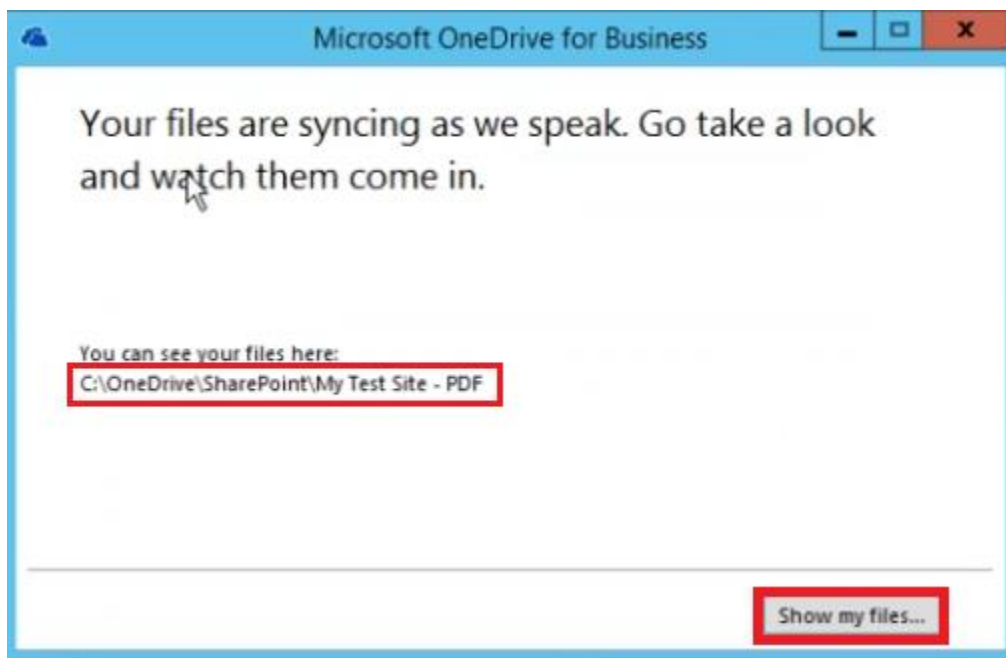 Microsoft OneDrive for Business
Your files are syncing as we speak. Go take a look
and watch them come in.
You can see your files here:
C:\OneDrive\SharePoint\My Test Site - PDF
Show my files...